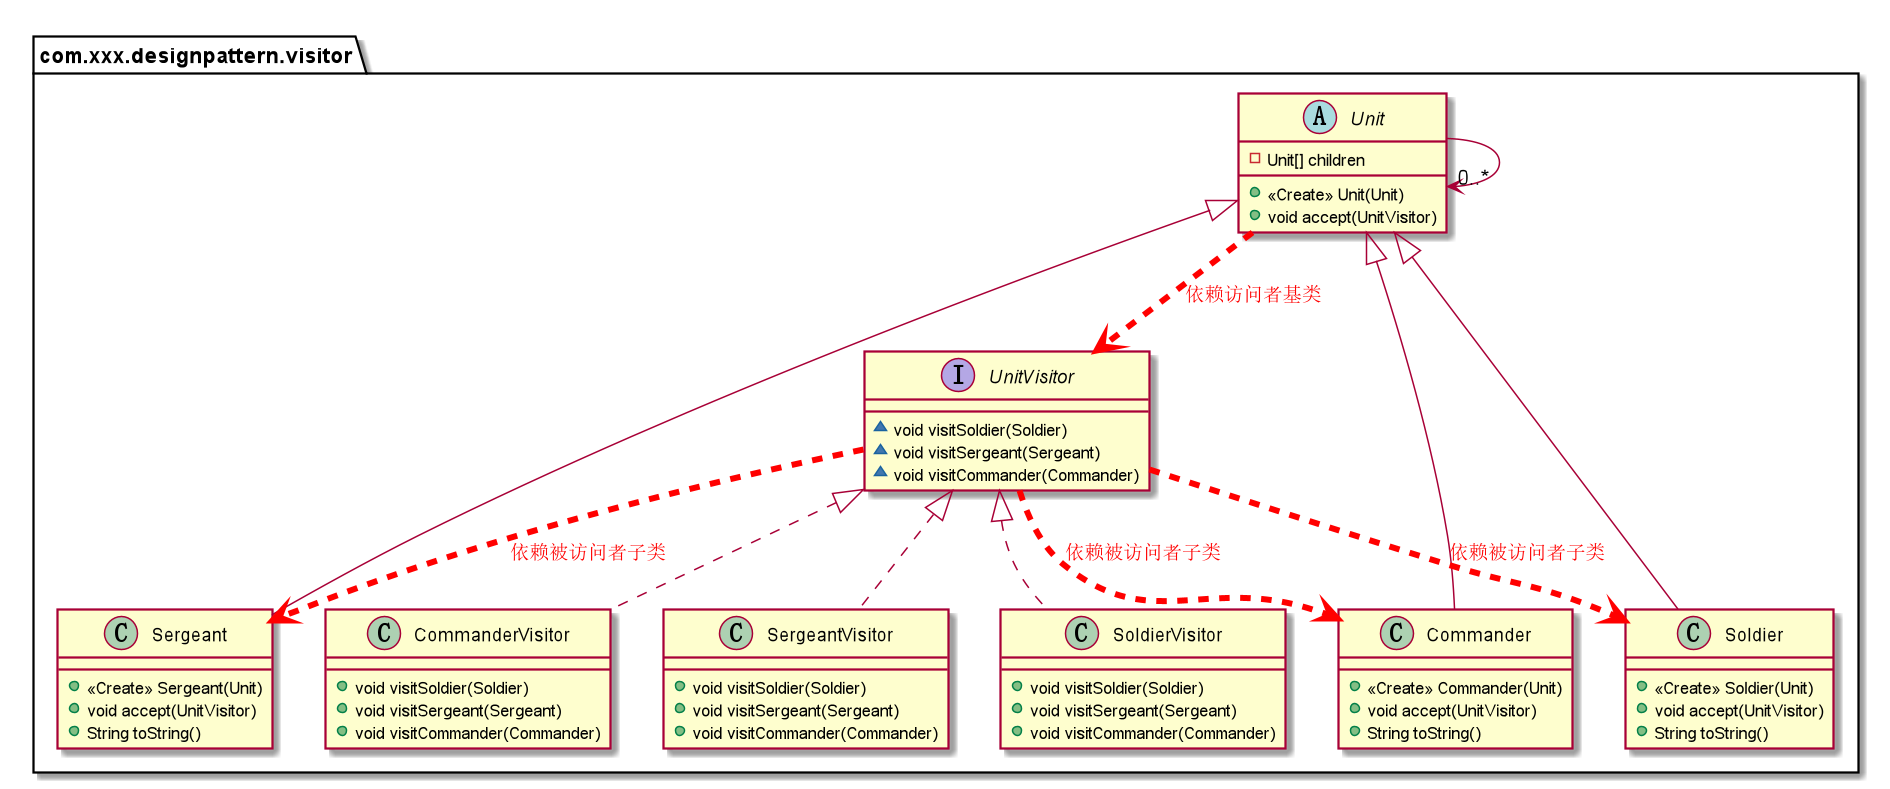 com.xxx.designpattern.visitor
A Unit
Unit[] children
«Create» Unit(Unit)
void accept(UnitVisitor)
0..*
依赖访问者基类
I UnitVisitor
void visitSoldier(Soldier)
void visitSergeant(Sergeant)
void visitCommander(Commander)
依赖被访问者子类
依赖被访问者子类
依赖被访问者子类
C Sergeant
«Create» Sergeant(Unit)
void accept(UnitVisitor)
String toString()
C CommanderVisitor
void visitSoldier(Soldier)
void visitSergeant(Sergeant)
void visitCommander(Commander)
C SergeantVisitor
void visitSoldier(Soldier)
void visitSergeant(Sergeant)
void visitCommander(Commander)
C SoldierVisitor
void visitSoldier(Soldier)
void visitSergeant(Sergeant)
void visitCommander(Commander)
C Commander
«Create» Commander(Unit)
void accept(UnitVisitor)
String toString()
C Soldier
«Create» Soldier(Unit)
void accept(UnitVisitor)
String toString()